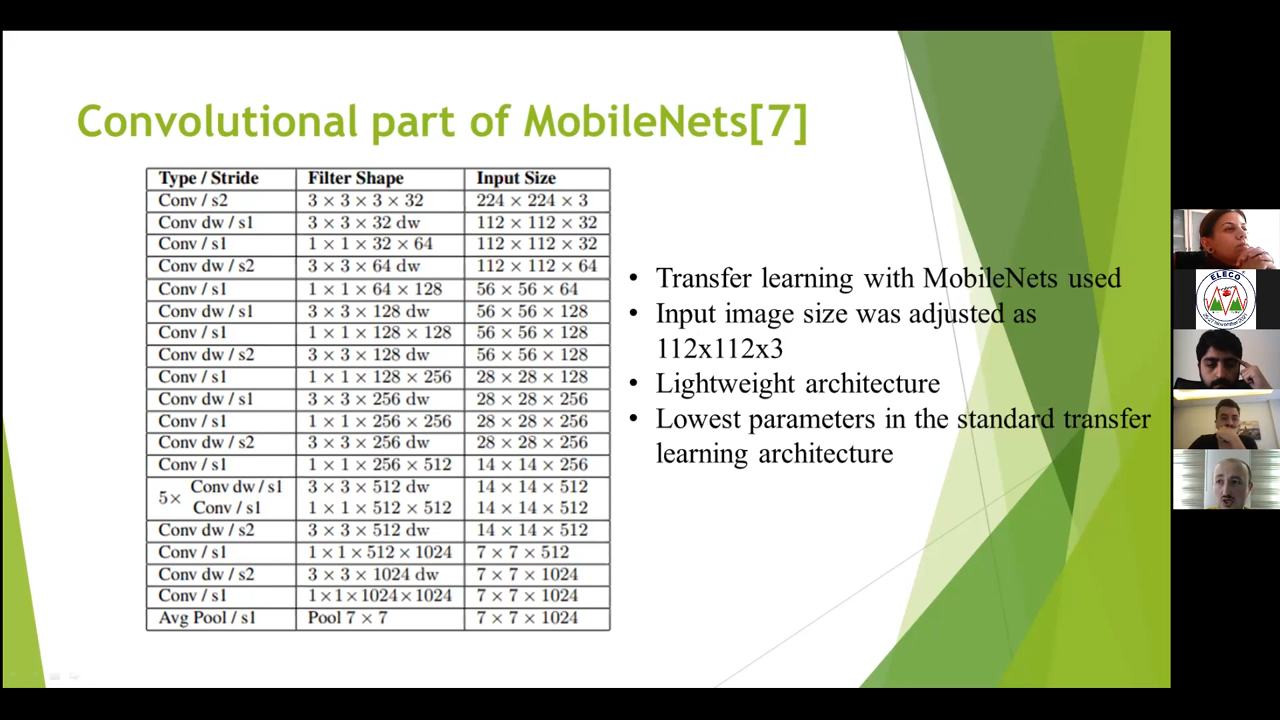 Convolutional part of MobileNets[7]
Type / Stride Filter Shape Input Size
Conv / s2 3 × 3 × 3 × 32 224 × 224 × 3
Conv dw / s1 3 × 3 × 32 dw 112 × 112 × 32
Conv / s1 1 × 1 × 32 × 64 112 × 112 × 32
Conv dw / s2 3 × 3 × 64 dw 112 × 112 × 64
Conv / s1 1 × 1 × 64 × 128 56 × 56 × 64
Conv dw / s1 3 × 3 × 128 dw 56 × 56 × 128
Conv / s1 1 × 1 × 128 × 128 56 × 56 × 128
Conv dw / s2 3 × 3 × 128 dw 56 × 56 × 128
Conv / s1 1 × 1 × 128 × 256 28 × 28 × 128
Conv dw / s1 3 × 3 × 256 dw 28 × 28 × 256
Conv / s1 1 × 1 × 256 × 256 28 × 28 × 256
Conv dw / s2 3 × 3 × 256 dw 28 × 28 × 256
Conv / s1 1 × 1 × 256 × 512 14 × 14 × 256
5× Conv dw / s1 3 × 3 × 512 dw 14 × 14 × 512
Conv / s1 1 × 1 × 512 × 512 14 × 14 × 512
Conv dw / s2 3 × 3 × 512 dw 14 × 14 × 512
Conv / s1 1 × 1 × 512 × 1024 7 × 7 × 512
Conv dw / s2 3 × 3 × 1024 dw 7 × 7 × 1024
Conv / s1 1 × 1 × 1024 × 1024 7 × 7 × 1024
Avg Pool / s1 Pool 7 × 7 7 × 7 × 1024
• Transfer learning with MobileNets used
• Input image size was adjusted as
112x112x3
• Lightweight architecture
• Lowest parameters in the standard transfer
learning architecture
ELECO